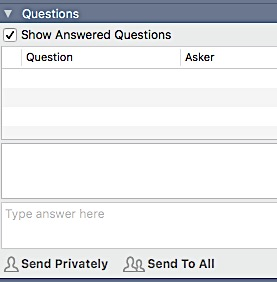 Questions
Show Answered Questions
Question Asker
Type answer here
Send Privately Send To All